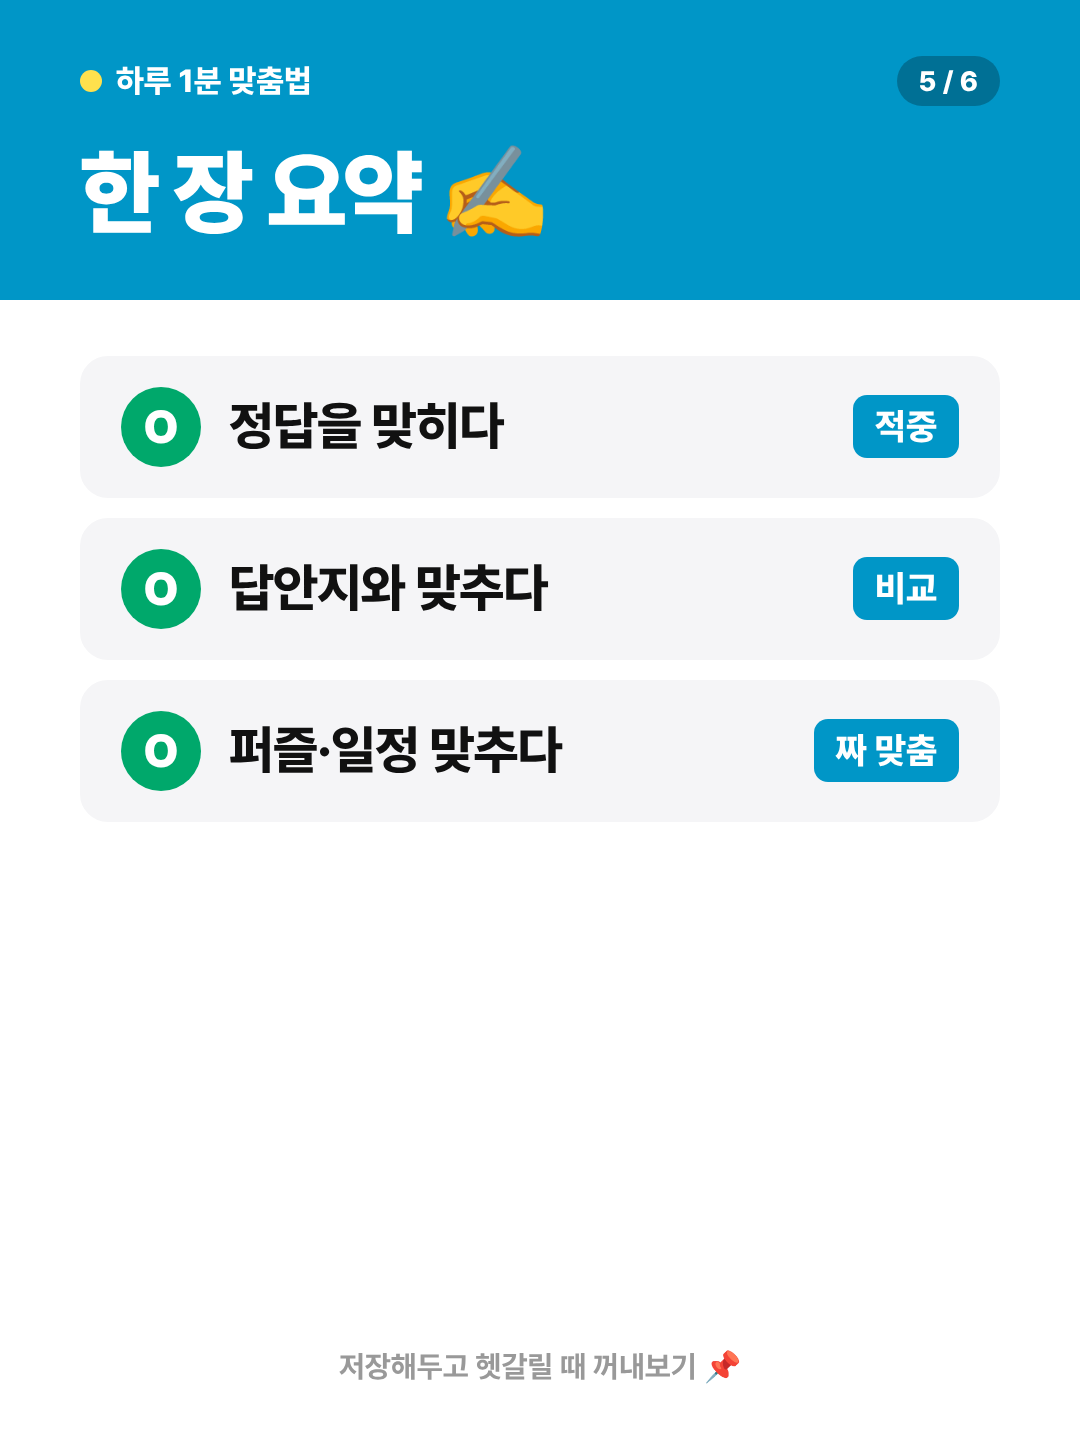 하루 1분 맞춤법
5 / 6
한 장 요약 ✍️
O 정답을 맞히다 적중
O 답안지와 맞추다 비교
O 퍼즐·일정 맞추다 짜 맞춤
저장해두고 헷갈릴 때 꺼내보기 📌